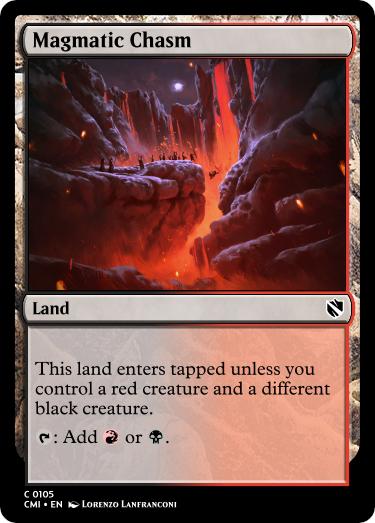 Magmatic Chasm
Land
This land enters tapped unless you
control a red creature and a different
black creature.
: Add or .
C 0105
CMI • EN Lorenzo Lanfranconi